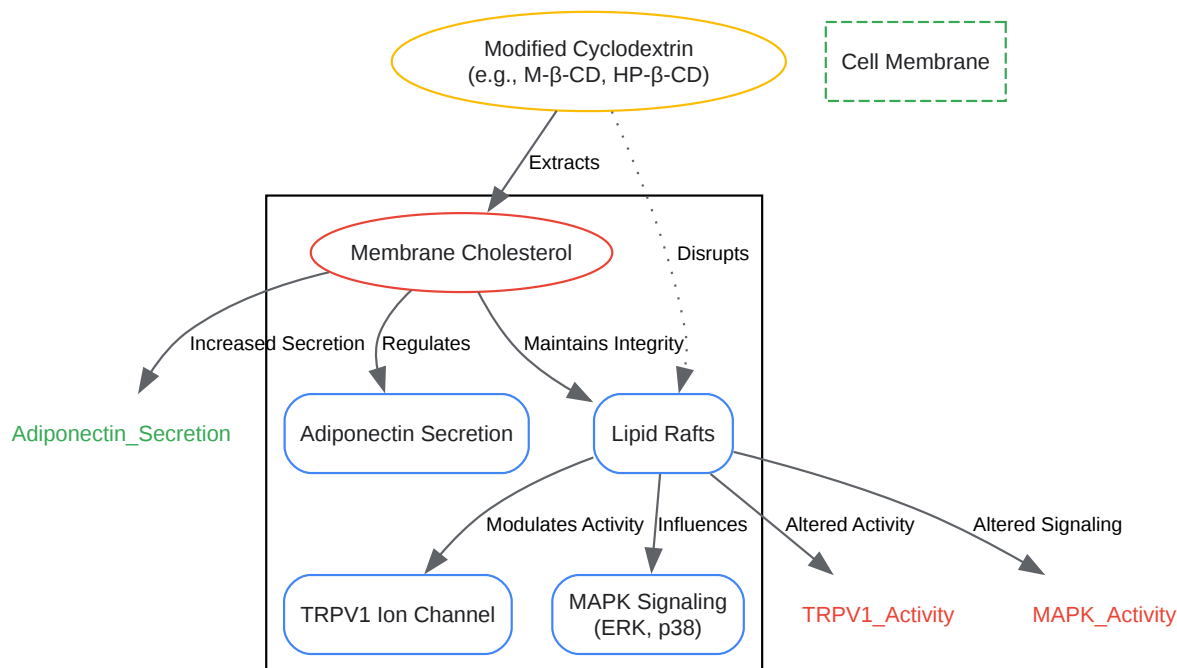 Modified Cyclodextrin
(e.g., M-β-CD, HP-β-CD)
Cell Membrane
Extracts
Membrane Cholesterol
Disrupts
Increased Secretion
Regulates
Maintains Integrity
Adiponectin_Secretion
Adiponectin Secretion
Lipid Rafts
Modulates Activity
Influences
Altered Activity
Altered Signaling
TRPV1 Ion Channel
MAPK Signaling
(ERK, p38)
TRPV1_Activity
MAPK_Activity